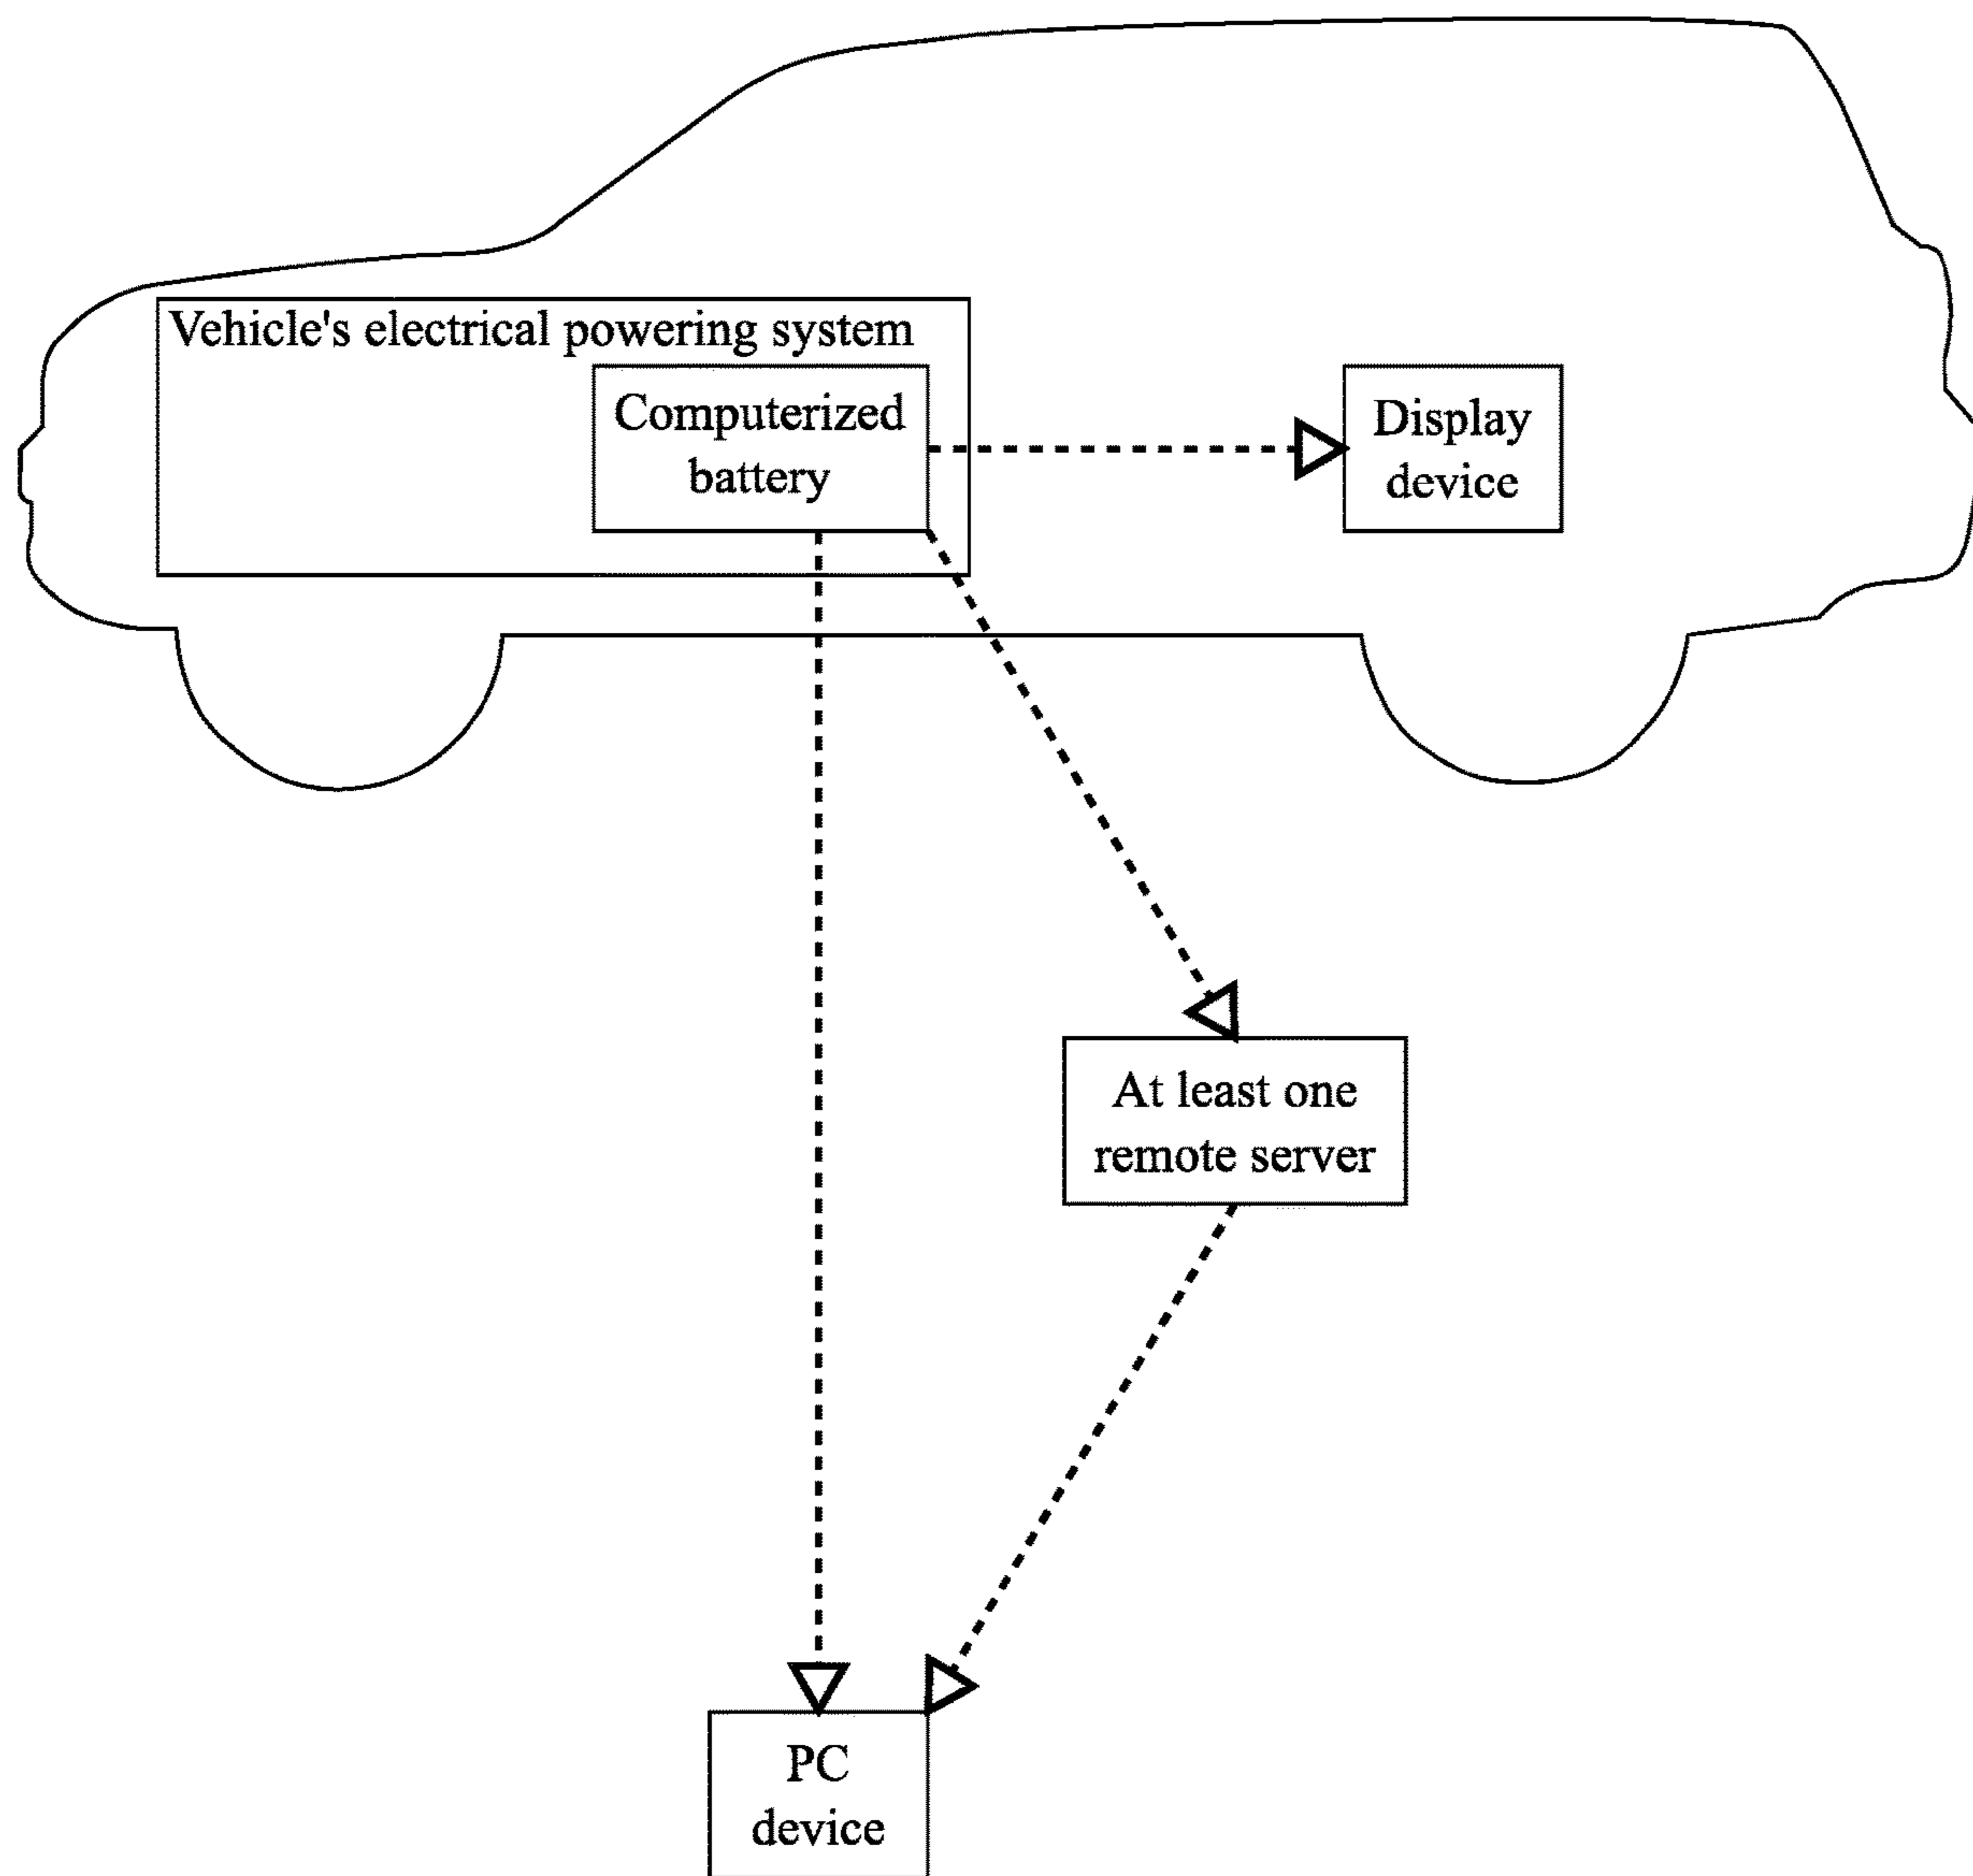 Vehicle's electrical powering system
Computerized
battery
Display
device
At least one
remote server
PC
device